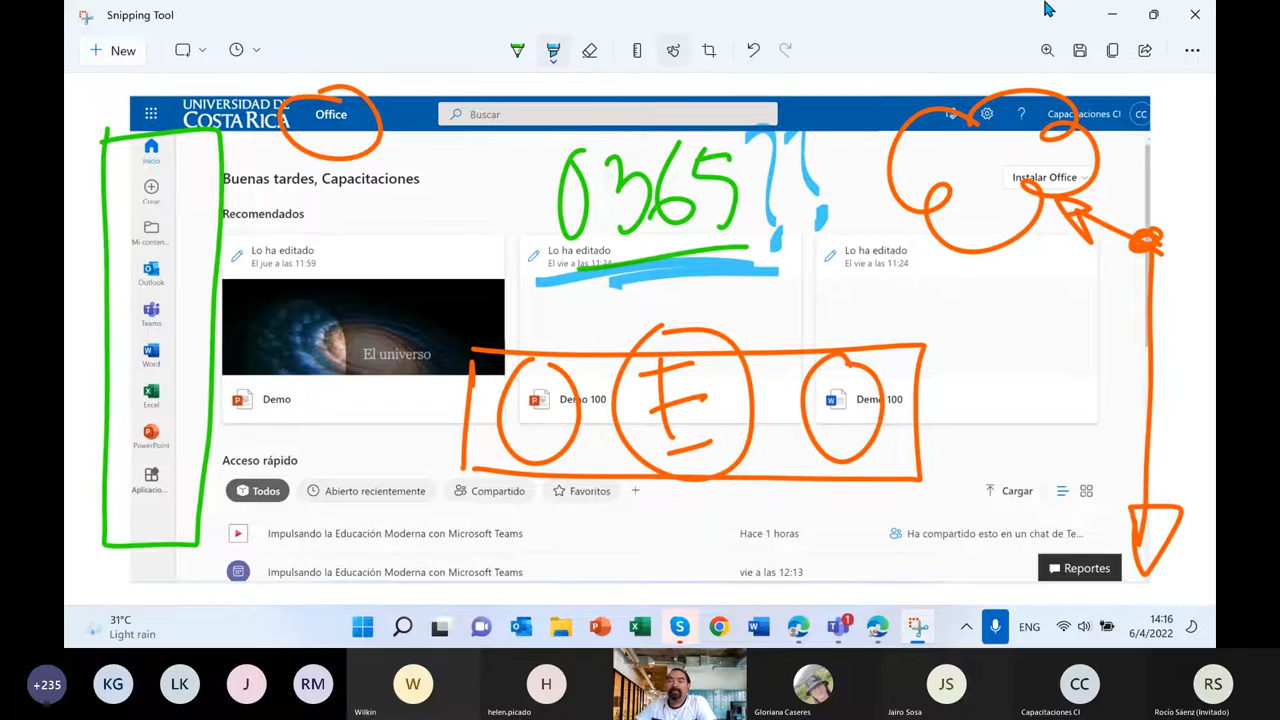 Snipping Tool
New
UNIVERSIDAD DE
COSTA RICA
Office
Buscar
Capacitaciones CI
CC
O365??
Inicio
Buenas tardes, Capacitaciones
Instalar Office
Crear
Recomendados
Mi conten...
Lo ha editado
El jue a las 11:59
Lo ha editado
El vie a las 11:24
Lo ha editado
El vie a las 11:24
Outlook
Teams
El universo
Word
E
Demo
Demo 100
Demo 100
Excel
PowerPoint
Acceso rápido
Aplicacio...
Todos
Abierto recientemente
Compartido
Favoritos
Cargar
Impulsando la Educación Moderna con Microsoft Teams
Hace 1 horas
Ha compartido esto en un chat de Te...
Impulsando la Educación Moderna con Microsoft Teams
vie a las 12:13
Reportes
31°C
Light rain
1
ENG
14:16
6/4/2022
+235
KG
LK
J
RM
W
H
JS
CC
RS
Wilkin
helen.picado
Gloriana Caseres
Jairo Sosa
Capacitaciones CI
Rocío Sáenz (Invitado)